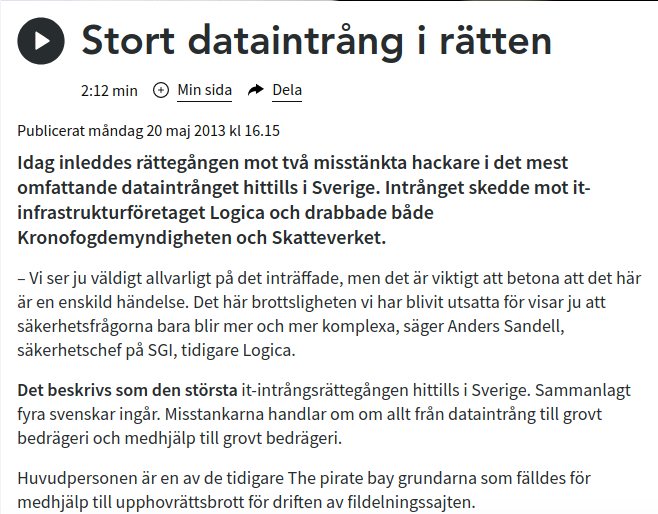 Stort dataintrång i rätten
2:12 min Min sida Dela
Publicerat måndag 20 maj 2013 kl 16.15
Idag inleddes rättegången mot två misstänkta hackare i det mest
omfattande dataintrånget hittills i Sverige. Intrånget skedde mot it-
infrastrukturföretaget Logica och drabbade både
Kronofogdemyndigheten och Skatteverket.
– Vi ser ju väldigt allvarligt på det inträffade, men det är viktigt att betona att det här
är en enskild händelse. Det här brottsligheten vi har blivit utsatta för visar ju att
säkerhetsfrågorna bara blir mer och mer komplexa, säger Anders Sandell,
säkerhetschef på SGI, tidigare Logica.
Det beskrivs som den största it-intrångsrättegången hittills i Sverige. Sammanlagt
fyra svenskar ingår. Misstankarna handlar om om allt från dataintrång till grovt
bedrägeri och medhjälp till grovt bedrägeri.
Huvudpersonen är en av de tidigare The pirate bay grundarna som fälldes för
medhjälp till upphovrättsbrott för driften av fildelningssajten.